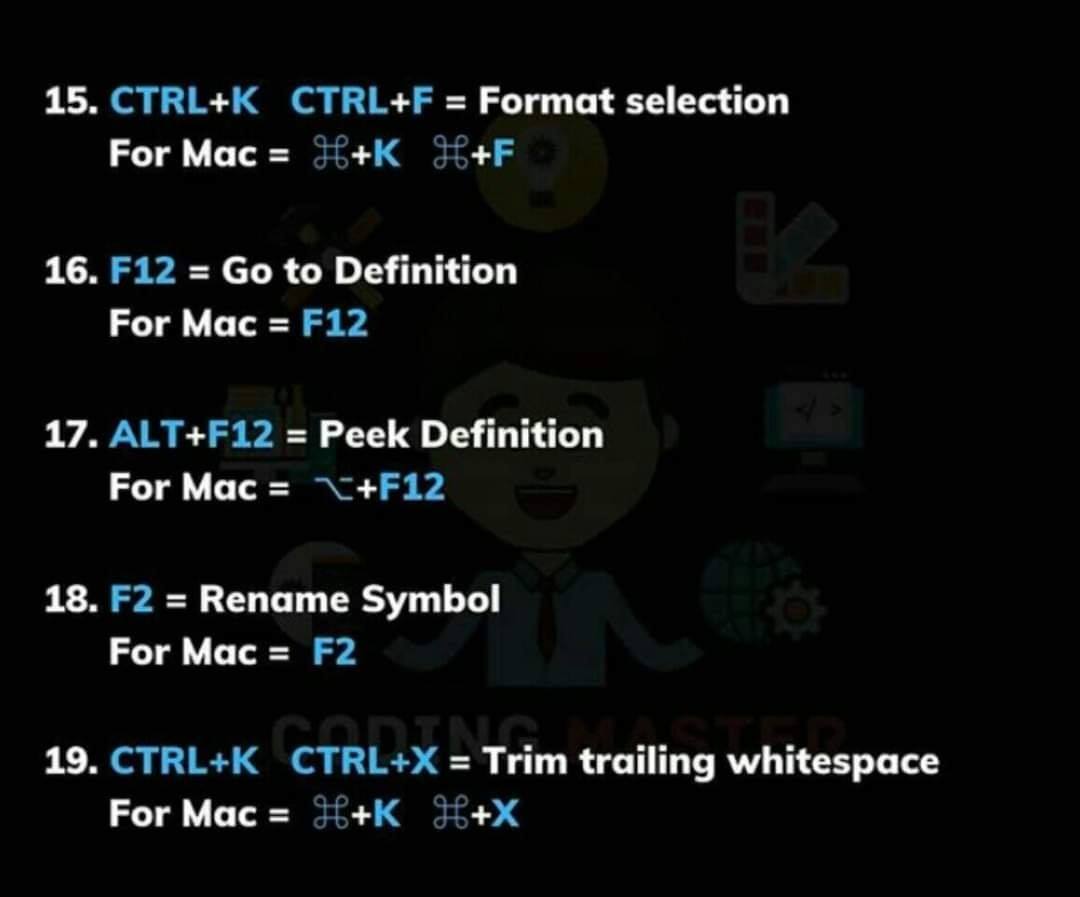 15. CTRL+K CTRL+F = Format selection
For Mac = ⌘+K ⌘+F
16. F12 = Go to Definition
For Mac = F12
17. ALT+F12 = Peek Definition
For Mac = ⌥+F12
18. F2 = Rename Symbol
For Mac = F2
CODING MASTER
19. CTRL+K CTRL+X = Trim trailing whitespace
For Mac = ⌘+K ⌘+X